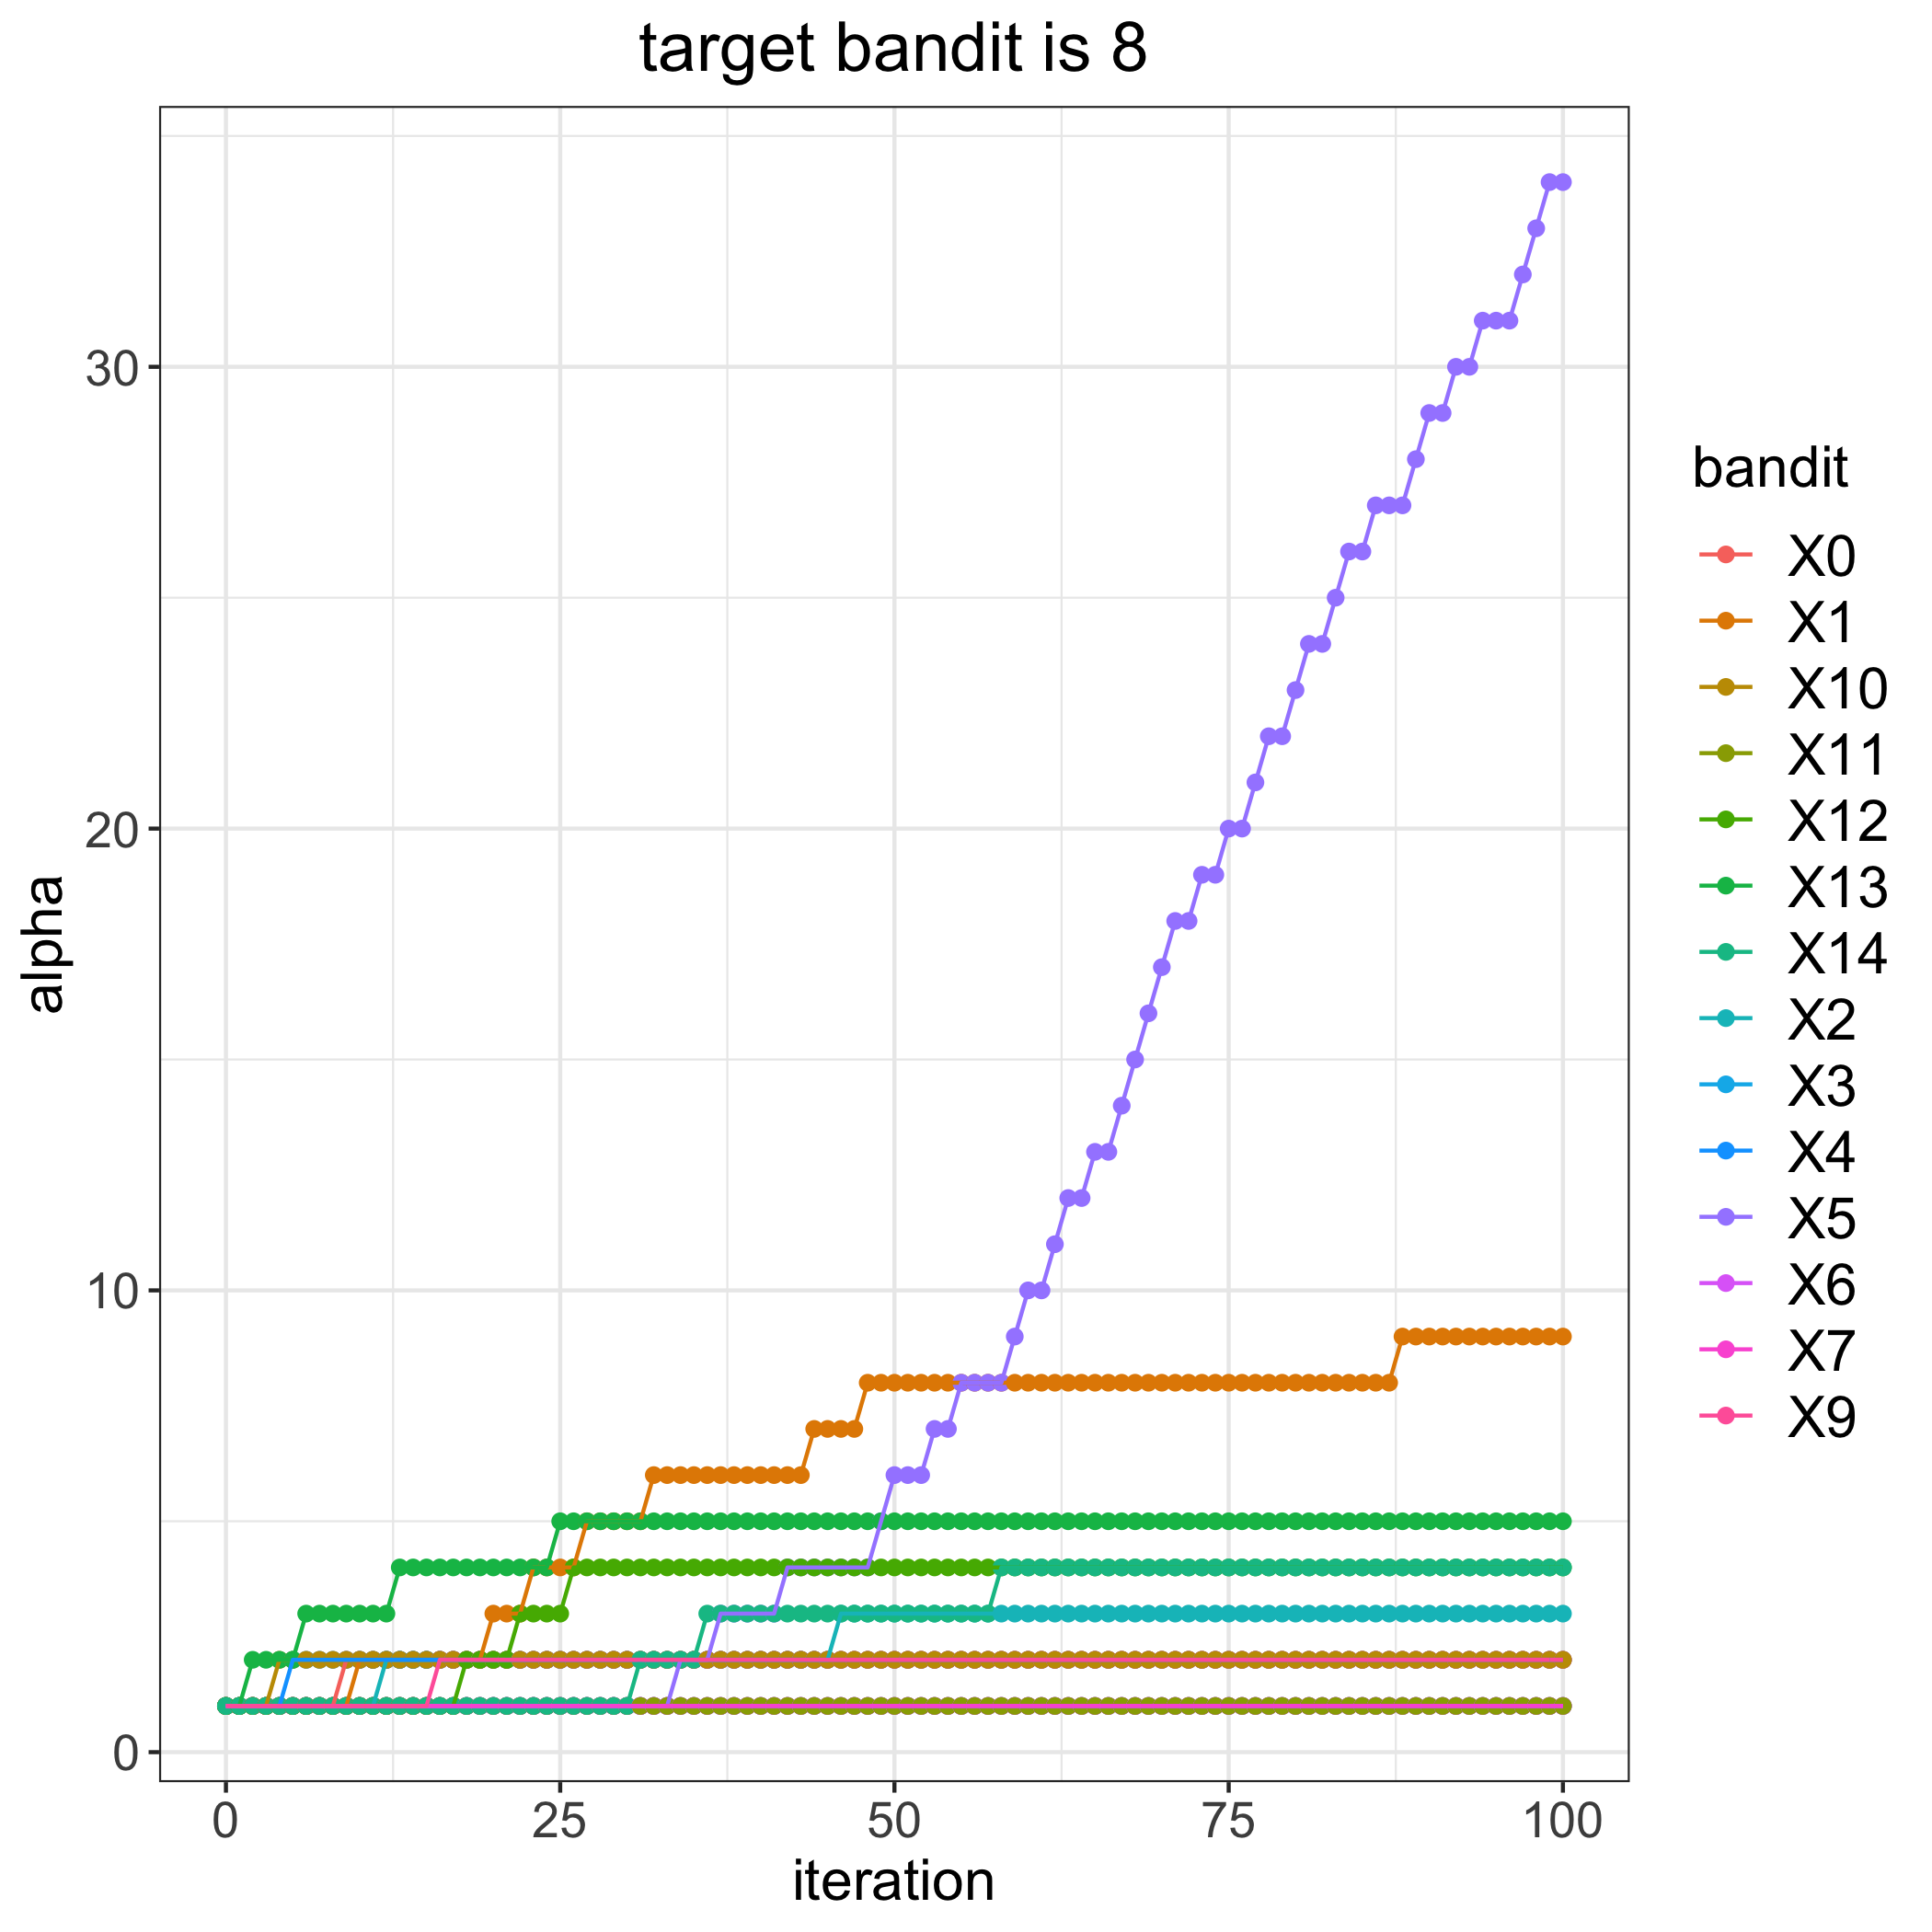 target bandit is 8
30
20
10
0
alpha
0 25 50 75 100
iteration
bandit
X0
X1
X10
X11
X12
X13
X14
X2
X3
X4
X5
X6
X7
X9